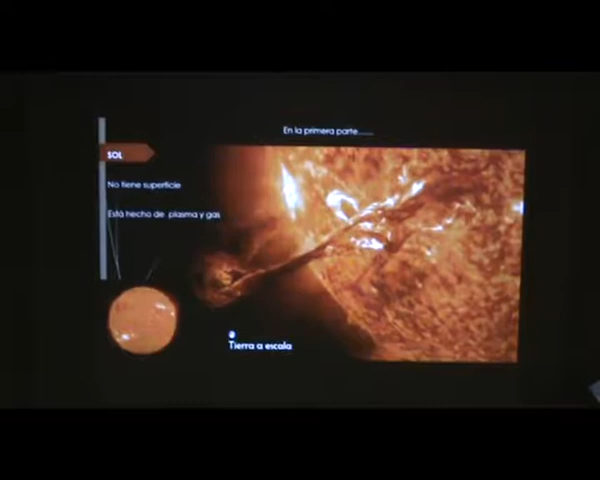 En la primera parte......
SOL
No tiene superficie
Está hecho de plasma y gas
Tierra a escala